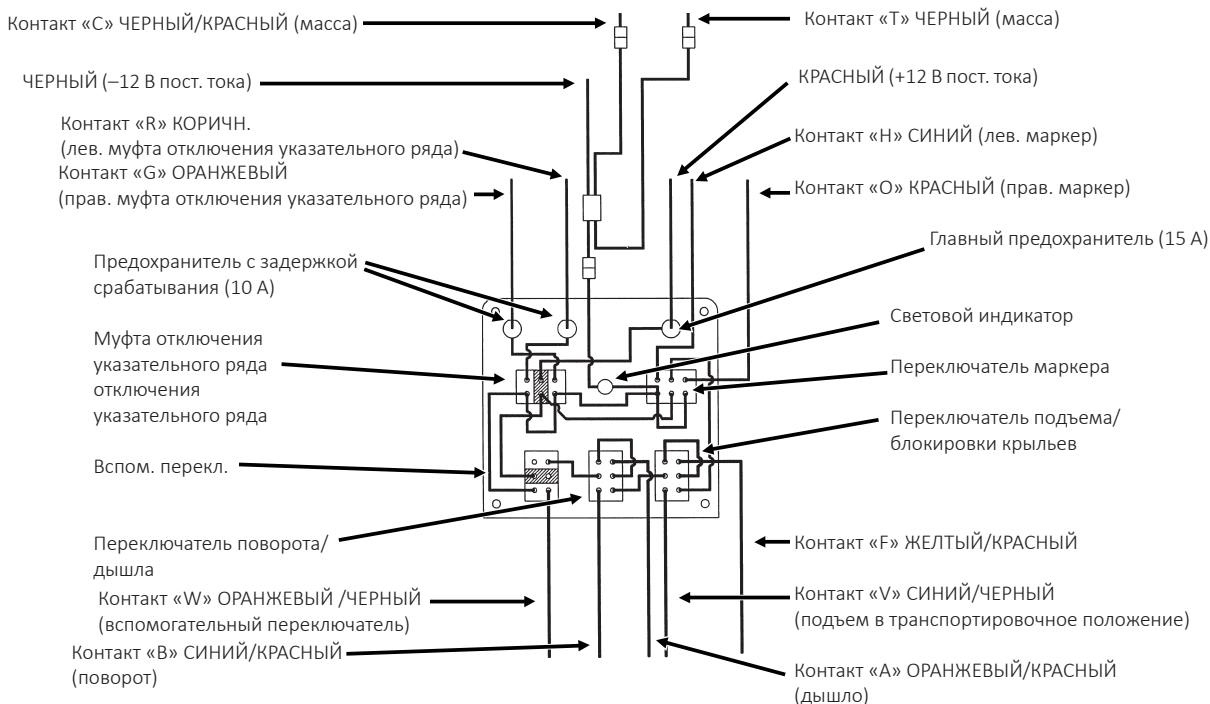 Контакт «C» ЧЕРНЫЙ/КРАСНЫЙ (масса)
Контакт «T» ЧЕРНЫЙ (масса)
ЧЕРНЫЙ (–12 В пост. тока)
КРАСНЫЙ (+12 В пост. тока)
Контакт «R» КОРИЧН.
(лев. муфта отключения указательного ряда)
Контакт «H» СИНИЙ (лев. маркер)
Контакт «G» ОРАНЖЕВЫЙ
(прав. муфта отключения указательного ряда)
Контакт «O» КРАСНЫЙ (прав. маркер)
Главный предохранитель (15 А)
Предохранитель с задержкой
срабатывания (10 А)
Световой индикатор
Муфта отключения
указательного ряда
отключения
указательного ряда
Переключатель маркера
Переключатель подъема/
блокировки крыльев
Вспом. перекл.
Переключатель поворота/
дышла
Контакт «F» ЖЕЛТЫЙ/КРАСНЫЙ
Контакт «W» ОРАНЖЕВЫЙ /ЧЕРНЫЙ
(вспомогательный переключатель)
Контакт «V» СИНИЙ/ЧЕРНЫЙ
(подъем в транспортировочное положение)
Контакт «B» СИНИЙ/КРАСНЫЙ
(поворот)
Контакт «A» ОРАНЖЕВЫЙ/КРАСНЫЙ
(дышло)